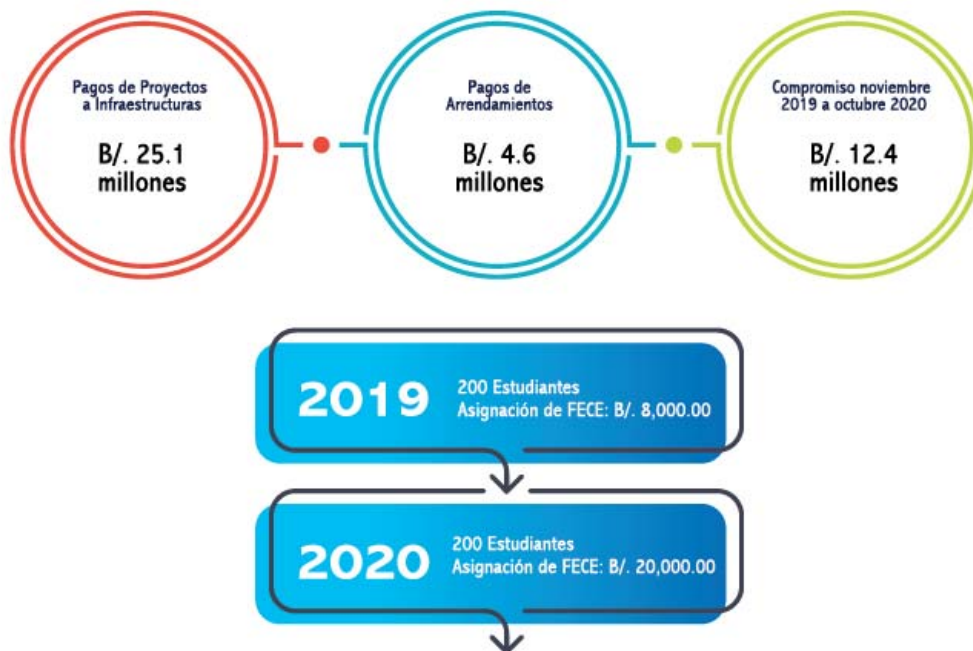 Pagos de Proyectos
a Infraestructuras
B/. 25.1
millones
Pagos de
Arrendamientos
B/. 4.6
millones
Compromiso noviembre
2019 a octubre 2020
B/. 12.4
millones
2019
200 Estudiantes
Asignación de FECE: B/. 8,000.00
2020
200 Estudiantes
Asignación de FECE: B/. 20,000.00